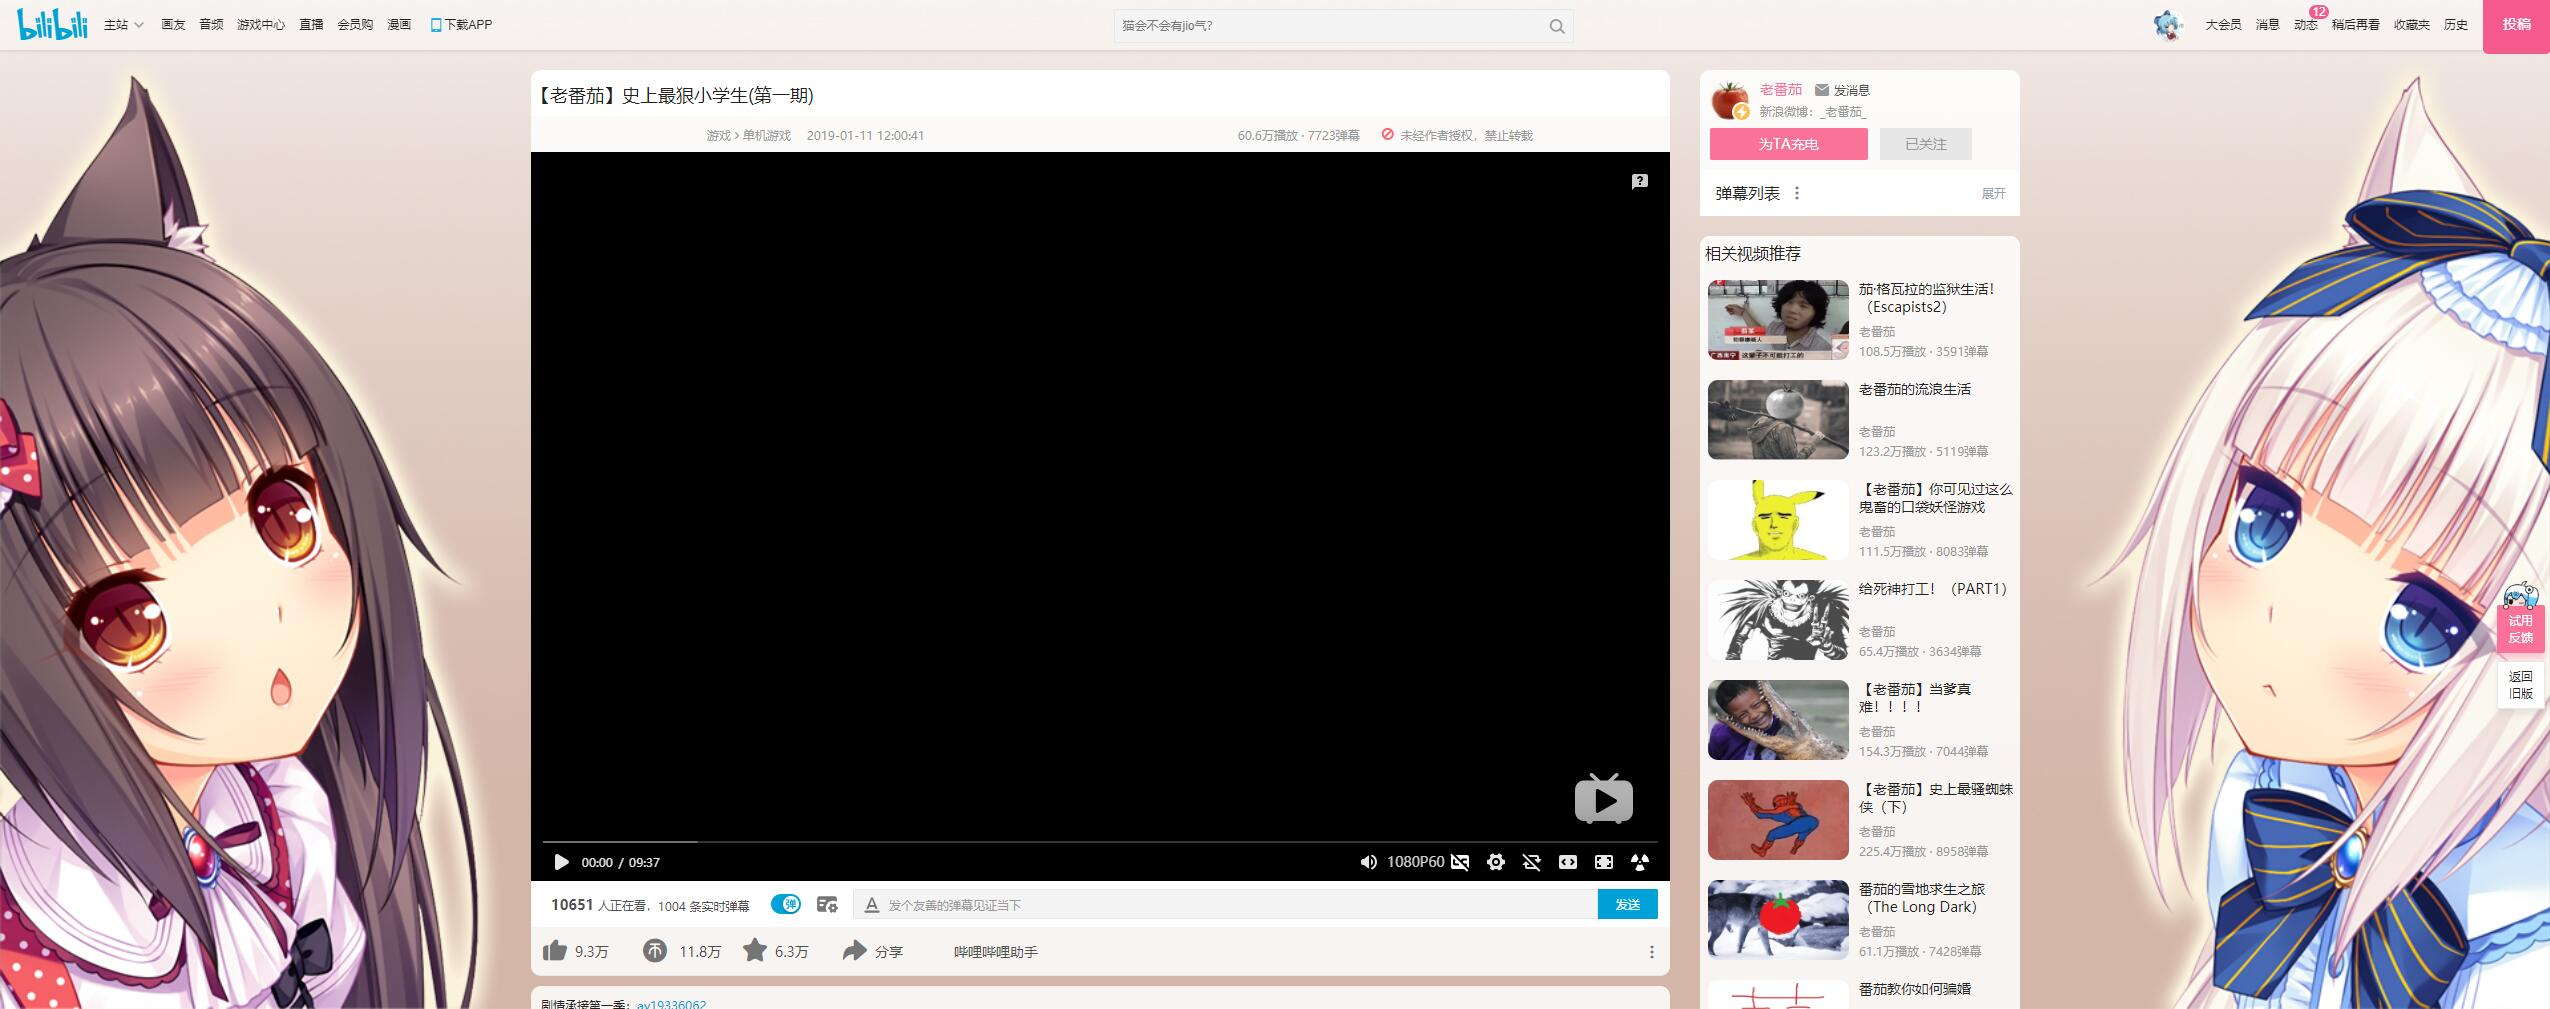 bilibili 主站 画友 音频 游戏中心 直播 会员购 漫画 下载APP 猫会不会有jio气? 大会员 消息 动态 12 稍后再看 收藏夹 历史 投稿
【老番茄】史上最狠小学生(第一期)
游戏 > 单机游戏 2019-01-11 12:00:41 60.6万播放 · 7723弹幕 未经作者授权，禁止转载
00:00 / 09:37 1080P60
10651 人正在看，1004 条实时弹幕 弹 发个友善的弹幕见证当下 发送
9.3万 11.8万 6.3万 分享 哔哩哔哩助手
剧情承接第一季：av19336062
老番茄 发消息
新浪微博：_老番茄_
为TA充电 已关注
弹幕列表 展开
相关视频推荐
茄·格瓦拉的监狱生活！
（Escapists2）
老番茄
108.5万播放 · 3591弹幕
这辈子不可能打工的
老番茄的流浪生活
老番茄
123.2万播放 · 5119弹幕
【老番茄】你可见过这么
鬼畜的口袋妖怪游戏
老番茄
111.5万播放 · 8083弹幕
给死神打工！（PART1）
老番茄
65.4万播放 · 3634弹幕
【老番茄】当爹真
难！！！！
老番茄
154.3万播放 · 7044弹幕
【老番茄】史上最骚蜘蛛
侠（下）
老番茄
225.4万播放 · 8958弹幕
番茄的雪地求生之旅
（The Long Dark）
老番茄
61.1万播放 · 7428弹幕
番茄教你如何骗婚
试用
反馈
返回
旧版